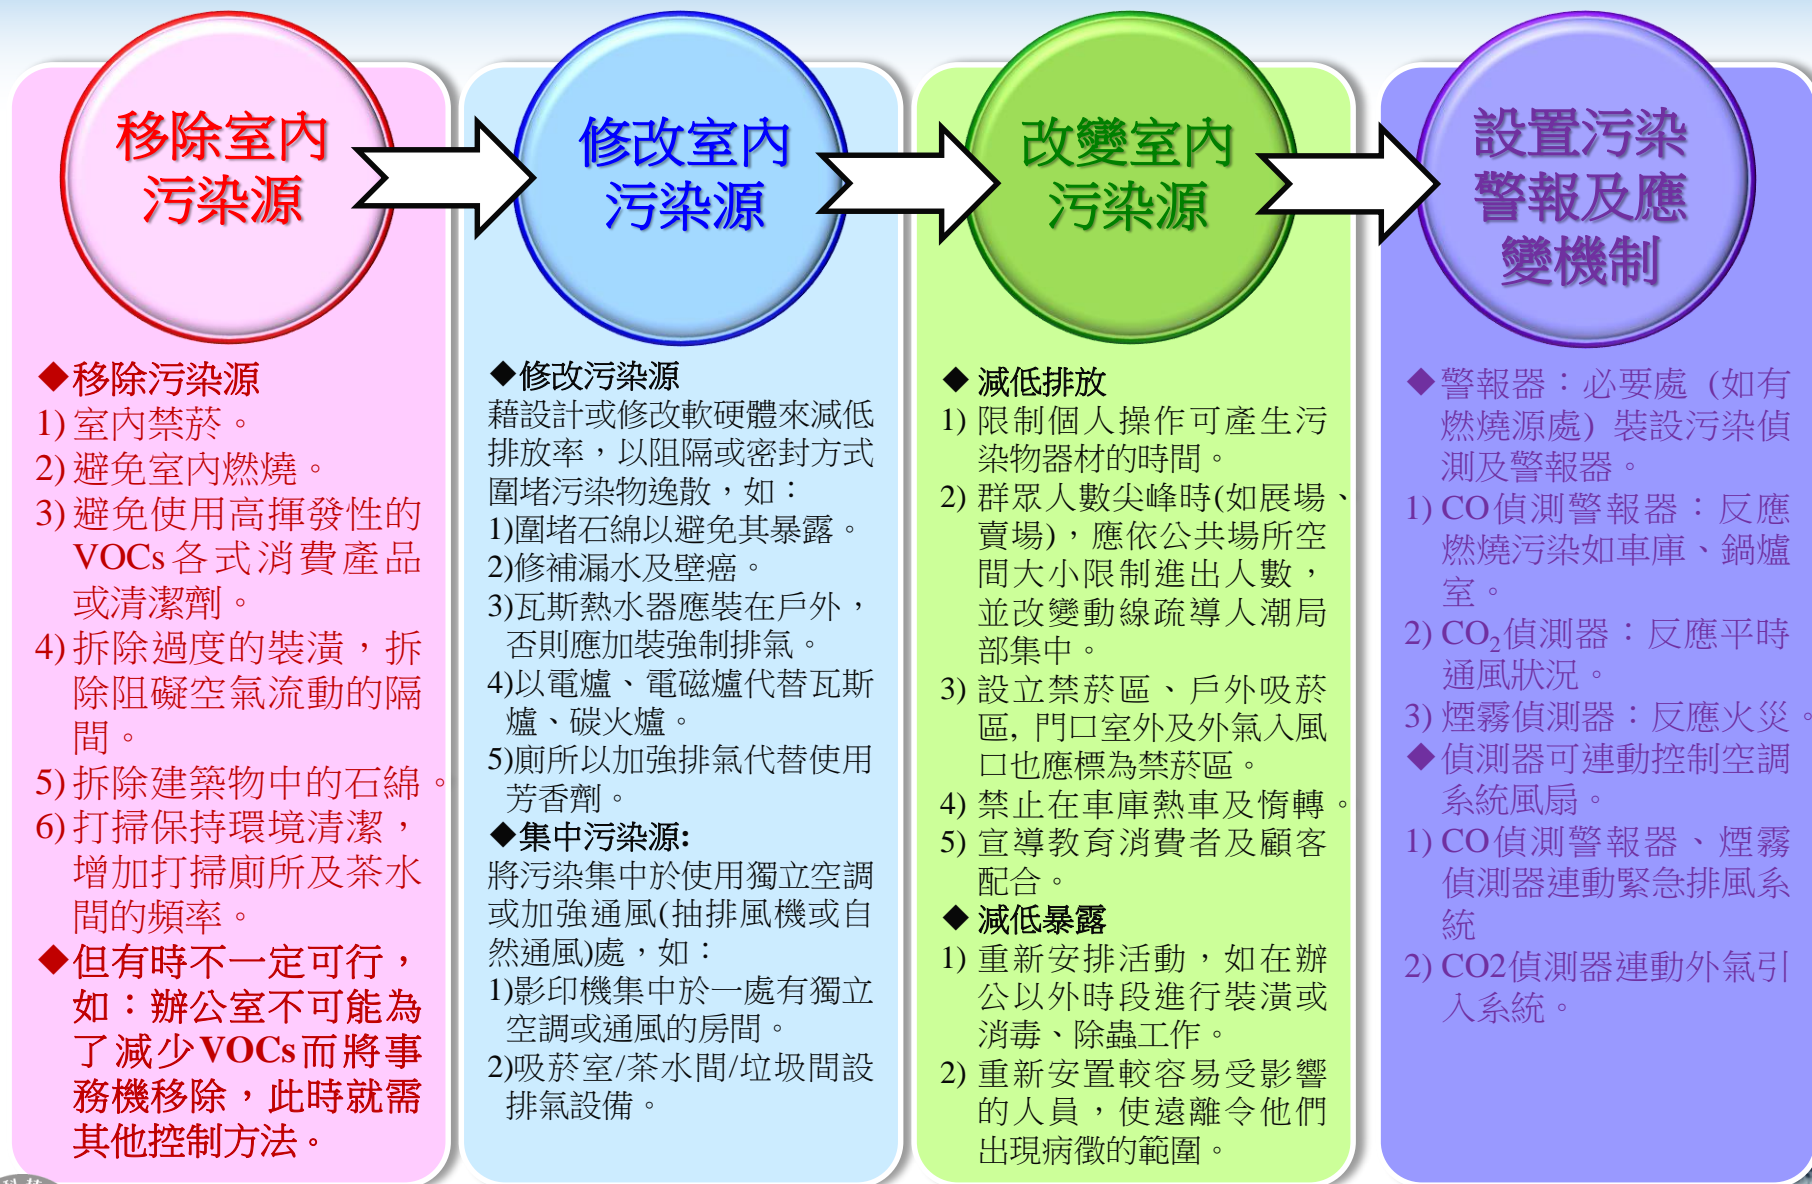 移除室內
污染源
◆移除污染源
1) 室內禁菸。
2) 避免室內燃燒。
3) 避免使用高揮發性的
VOCs各式消費產品
或清潔劑。
4) 拆除過度的裝潢，拆
除阻礙空氣流動的隔
間。
5) 拆除建築物中的石綿。
6) 打掃保持環境清潔，
增加打掃廁所及茶水
間的頻率。
◆但有時不一定可行，
如：辦公室不可能為
了減少VOCs而將事
務機移除，此時就需
其他控制方法。
修改室內
污染源
◆修改污染源
藉設計或修改軟硬體來減低
排放率，以阻隔或密封方式
圍堵污染物逸散，如：
1)圍堵石綿以避免其暴露。
2)修補漏水及壁癌。
3)瓦斯熱水器應裝在戶外，
否則應加裝強制排氣。
4)以電爐、電磁爐代替瓦斯
爐、碳火爐。
5)廁所以加強排氣代替使用
芳香劑。
◆集中污染源:
將污染集中於使用獨立空調
或加強通風(抽排風機或自
然通風)處，如：
1)影印機集中於一處有獨立
空調或通風的房間。
2)吸菸室/茶水間/垃圾間設
排氣設備。
改變室內
污染源
◆ 減低排放
1) 限制個人操作可產生污
染物器材的時間。
2) 群眾人數尖峰時(如展場、
賣場)，應依公共場所空
間大小限制進出人數，
並改變動線疏導人潮局
部集中。
3) 設立禁菸區、戶外吸菸
區, 門口室外及外氣入風
口也應標為禁菸區。
4) 禁止在車庫熱車及惰轉。
5) 宣導教育消費者及顧客
配合。
◆ 減低暴露
1) 重新安排活動，如在辦
公以外時段進行裝潢或
消毒、除蟲工作。
2) 重新安置較容易受影響
的人員，使遠離令他們
出現病徵的範圍。
設置污染
警報及應
變機制
◆警報器：必要處 (如有
燃燒源處) 裝設污染偵
測及警報器。
1) CO偵測警報器：反應
燃燒污染如車庫、鍋爐
室。
2) CO₂偵測器：反應平時
通風狀況。
3) 煙霧偵測器：反應火災。
◆偵測器可連動控制空調
系統風扇。
1) CO偵測警報器、煙霧
偵測器連動緊急排風系
統
2) CO2偵測器連動外氣引
入系統。